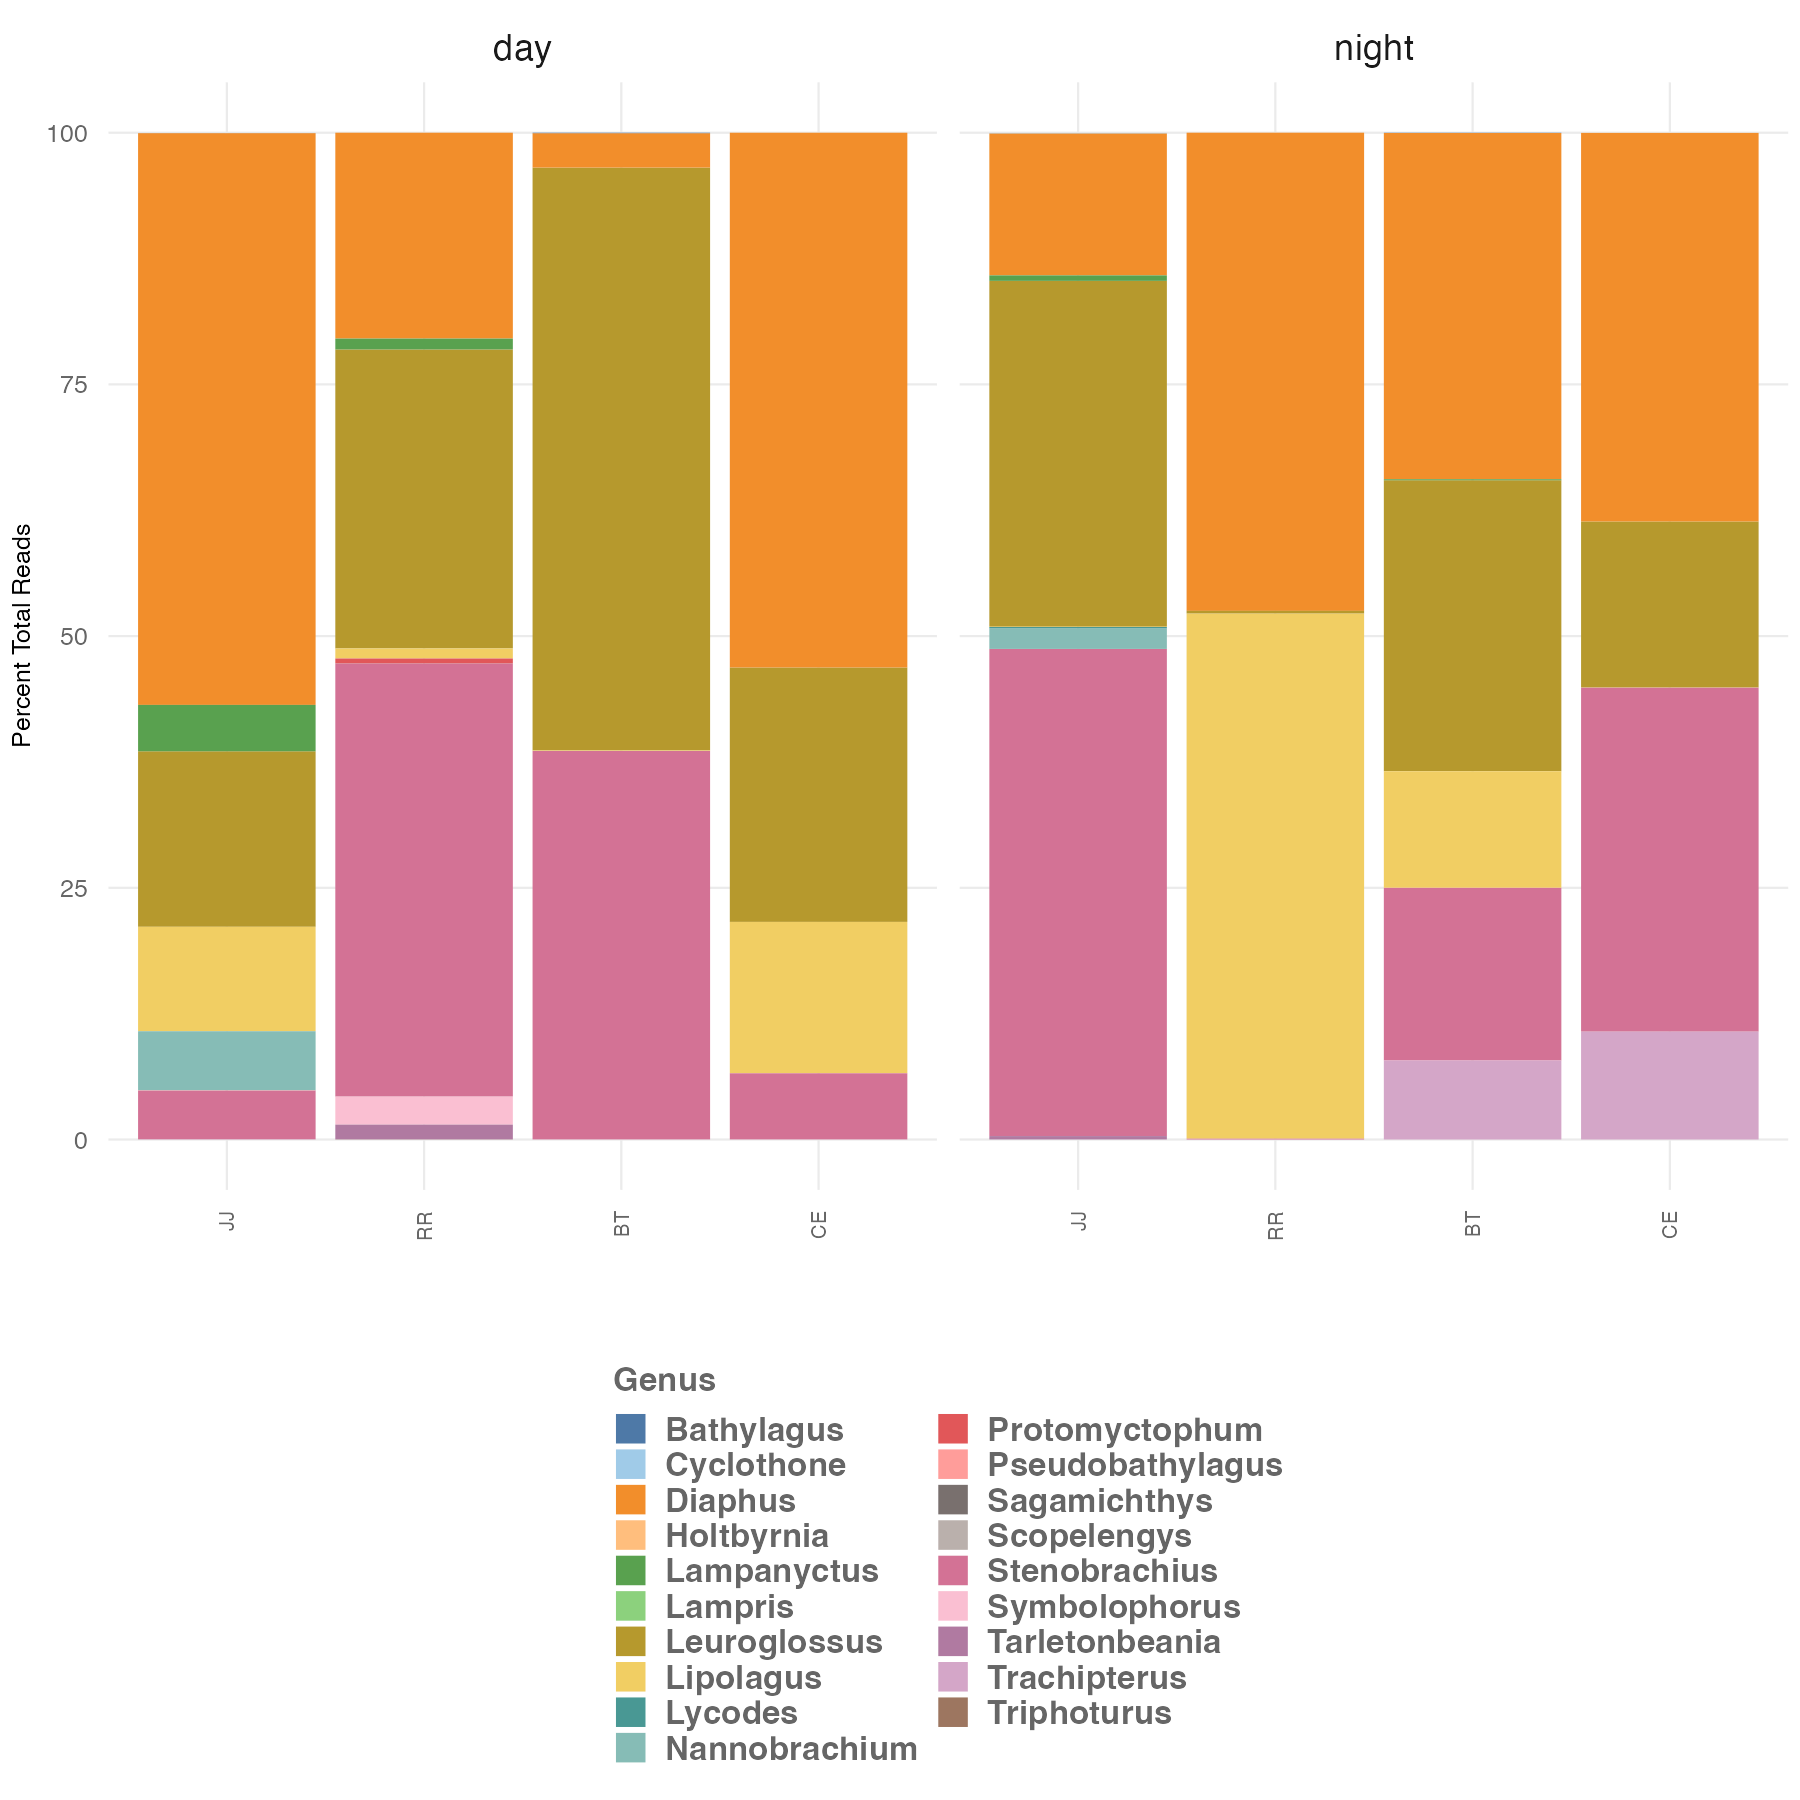 day
night
100
75
50
25
0
Percent Total Reads
JJ
RR
BT
CE
JJ
RR
BT
CE
Genus
Bathylagus
Cyclothone
Diaphus
Holtbyrnia
Lampanyctus
Lampris
Leuroglossus
Lipolagus
Lycodes
Nannobrachium
Protomyctophum
Pseudobathylagus
Sagamichthys
Scopelengys
Stenobrachius
Symbolophorus
Tarletonbeania
Trachipterus
Triphoturus